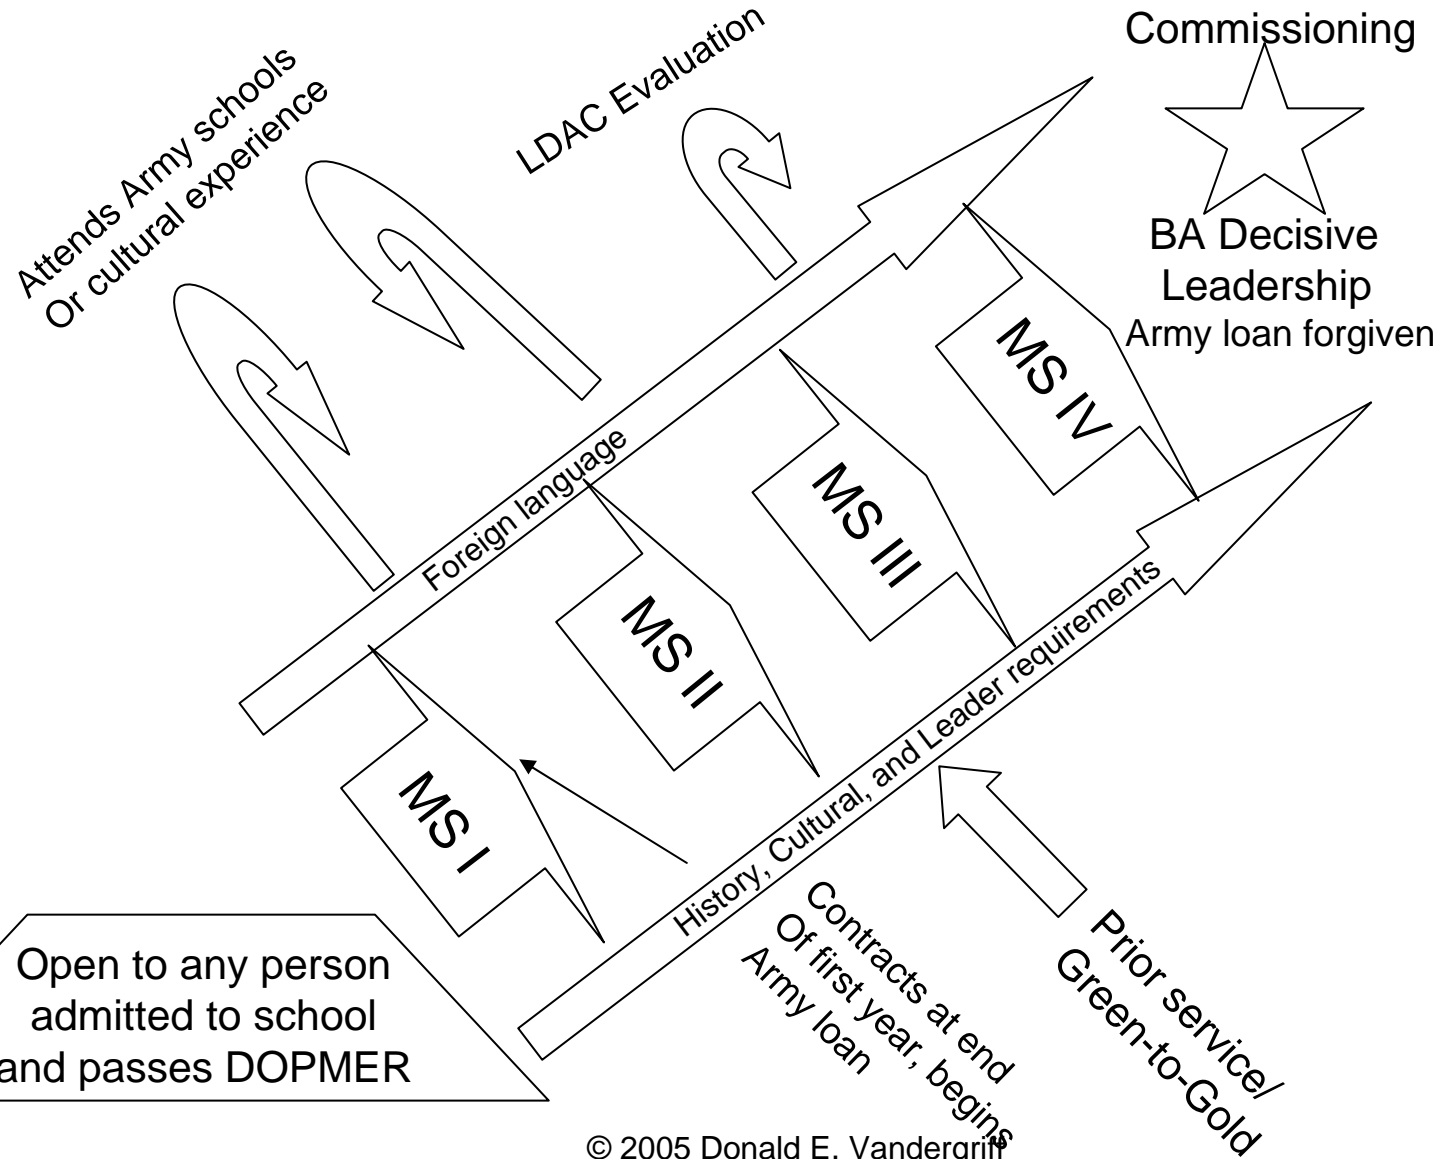 Commissioning
Attends Army schools
Or cultural experience
LDAC Evaluation
BA Decisive
Leadership
Army loan forgiven
MS IV
Foreign language
MS III
MS II
MS I
History, Cultural, and Leader requirements
Open to any person
admitted to school
and passes DOPMER
Contracts at end
Of first year, begins
Army loan
Prior service/
Green-to-Gold
© 2005 Donald E. Vandergriff